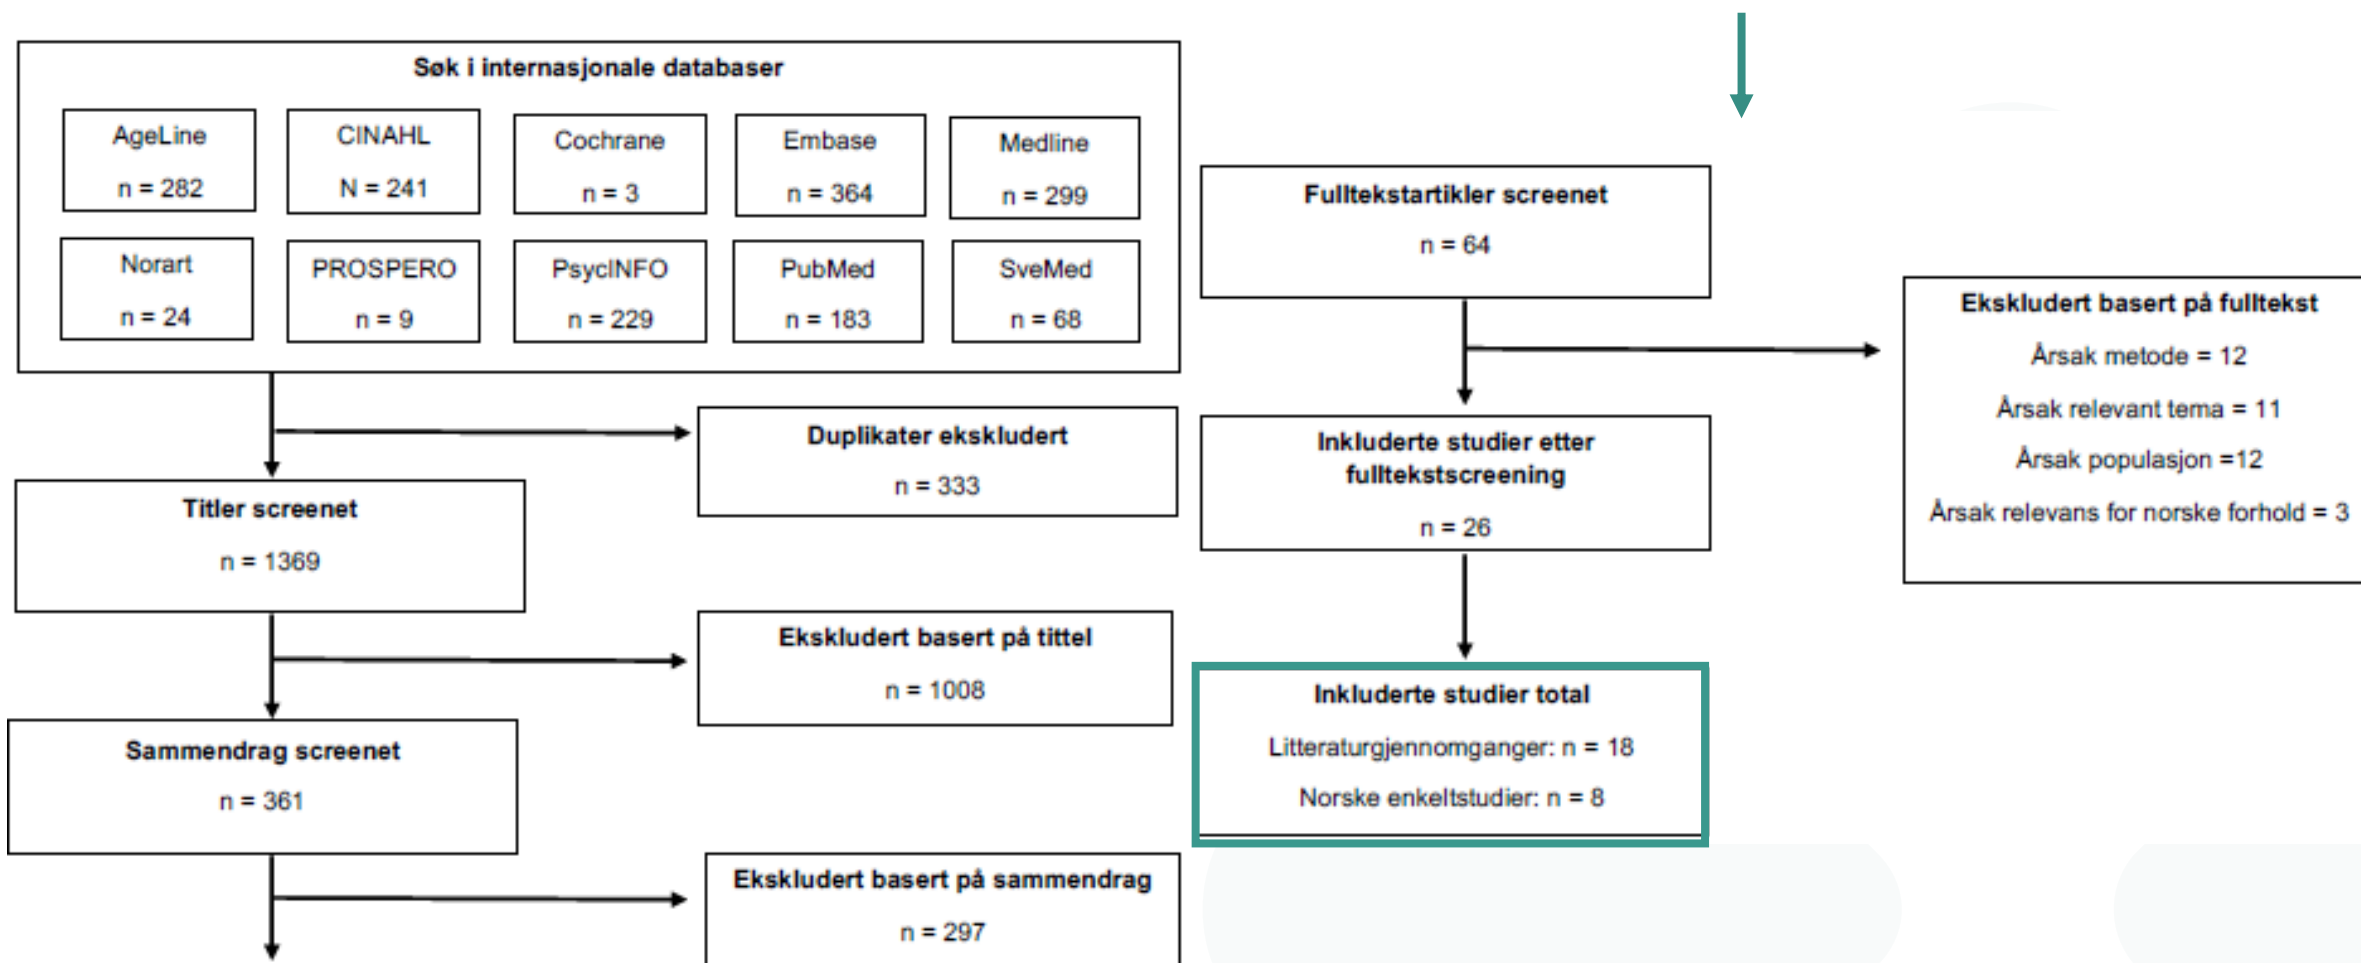 Søk i internasjonale databaser
AgeLine
n = 282
CINAHL
N = 241
Cochrane
n = 3
Embase
n = 364
Medline
n = 299
Norart
n = 24
PROSPERO
n = 9
PsycINFO
n = 229
PubMed
n = 183
SveMed
n = 68
Duplikater ekskludert
n = 333
Titler screenet
n = 1369
Ekskludert basert på tittel
n = 1008
Sammendrag screenet
n = 361
Ekskludert basert på sammendrag
n = 297
Fulltekstartikler screenet
n = 64
Ekskludert basert på fulltekst
Årsak metode = 12
Årsak relevant tema = 11
Årsak populasjon =12
Årsak relevans for norske forhold = 3
Inkluderte studier etter
fulltekstscreening
n = 26
Inkluderte studier total
Litteraturgjennomganger: n = 18
Norske enkeltstudier: n = 8